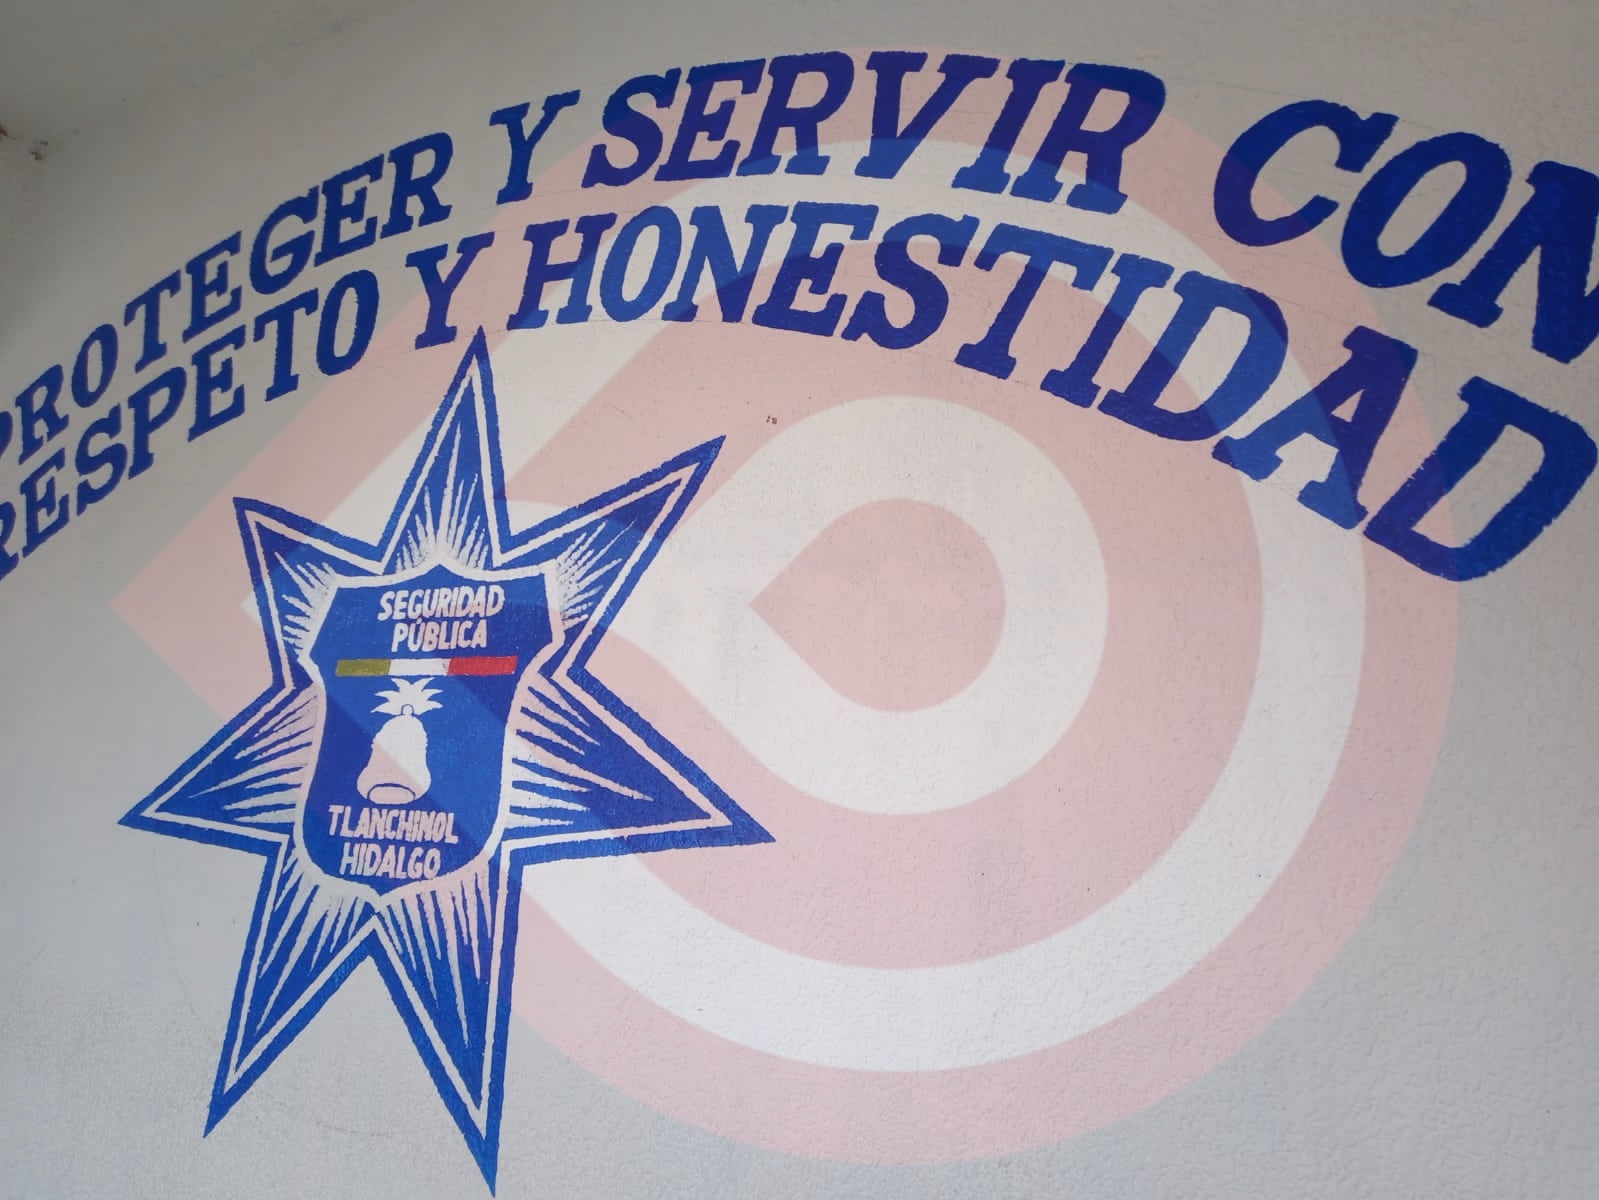 PROTEGER Y SERVIR CON
RESPETO Y HONESTIDAD
SEGURIDAD
PÚBLICA
TLANCHINOL
HIDALGO